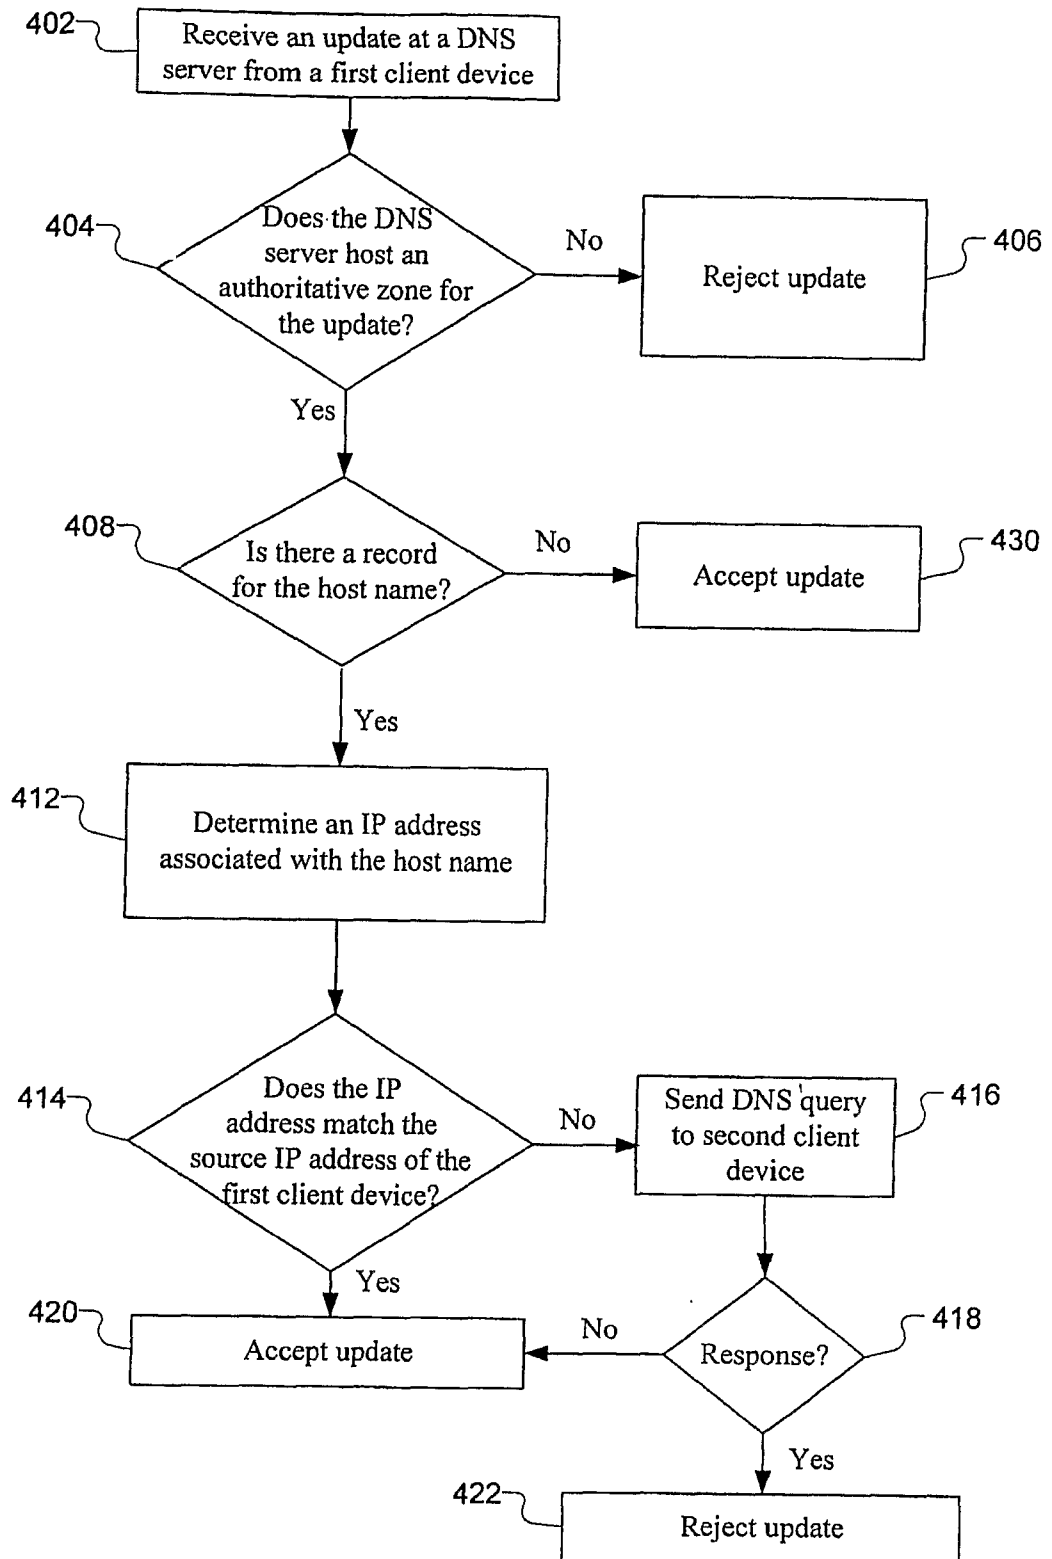 402
Receive an update at a DNS
server from a first client device
404
Does the DNS
server host an
authoritative zone for
the update?
No
Reject update
406
Yes
408
Is there a record
for the host name?
No
Accept update
430
Yes
412
Determine an IP address
associated with the host name
414
Does the IP
address match the
source IP address of the
first client device?
No
Send DNS query
to second client
device
416
Yes
420
Accept update
No
Response?
418
Yes
422
Reject update